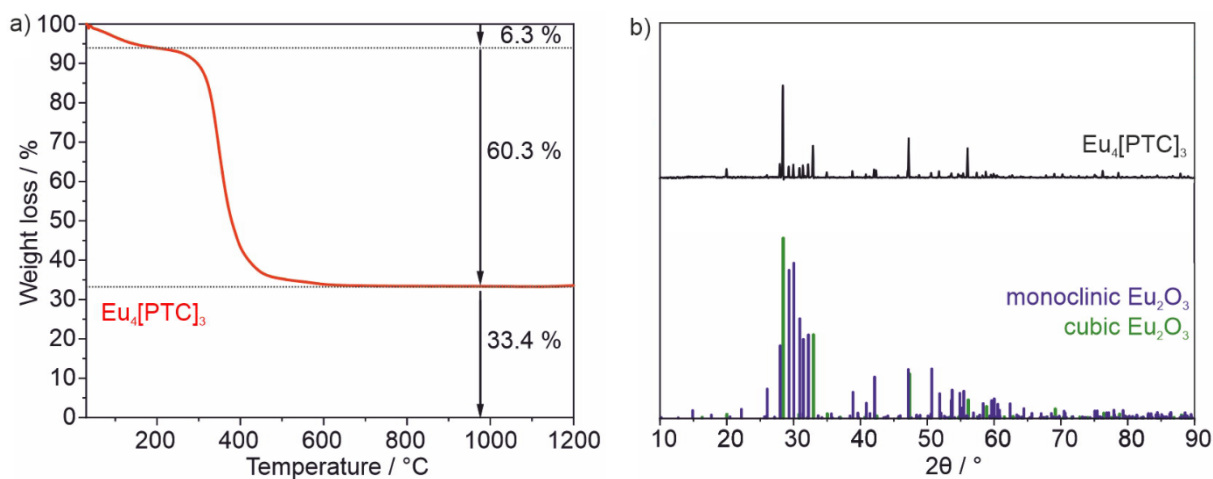 a)
100
90
80
70
60
50
40
30
20
10
0
Weight loss / %
6.3 %
60.3 %
33.4 %
Eu₄[PTC]₃
200 400 600 800 1000 1200
Temperature / °C
b)
Eu₄[PTC]₃
monoclinic Eu₂O₃
cubic Eu₂O₃
10 20 30 40 50 60 70 80 90
2θ / °